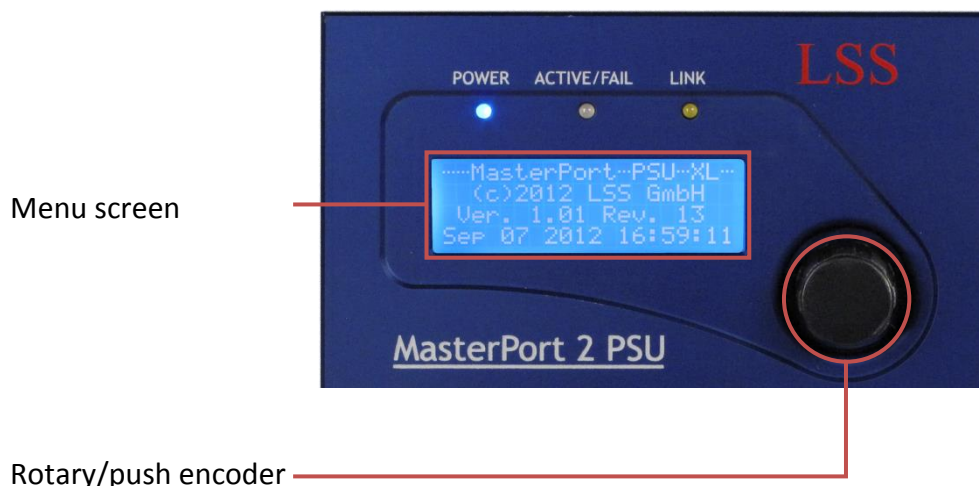 LSS
POWER ACTIVE/FAIL LINK
·····MasterPort··PSU··XL··
(c)2012 LSS GmbH
Ver. 1.01 Rev. 13
Sep 07 2012 16:59:11
Menu screen
MasterPort 2 PSU
Rotary/push encoder